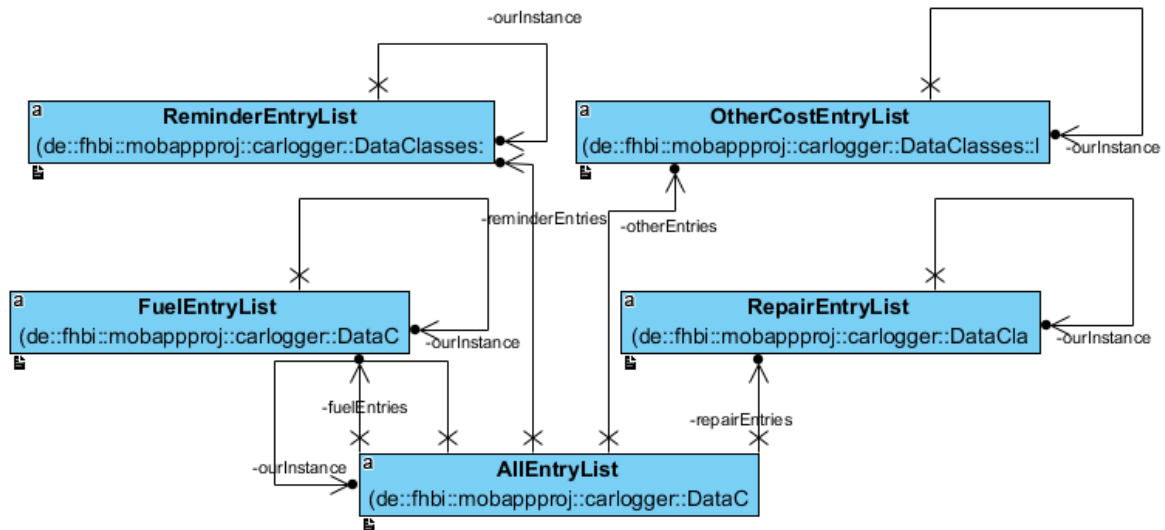 -ourInstance
a
ReminderEntryList
(de::fhbi::mobappproj::carlogger::DataClasses:
a
OtherCostEntryList
(de::fhbi::mobappproj::carlogger::DataClasses::l
-ourInstance
-reminderEntries
-otherEntries
a
FuelEntryList
(de::fhbi::mobappproj::carlogger::DataC
-ourInstance
a
RepairEntryList
(de::fhbi::mobappproj::carlogger::DataCla
-ourInstance
-fuelEntries
-repairEntries
-ourInstance
a
AllEntryList
(de::fhbi::mobappproj::carlogger::DataC